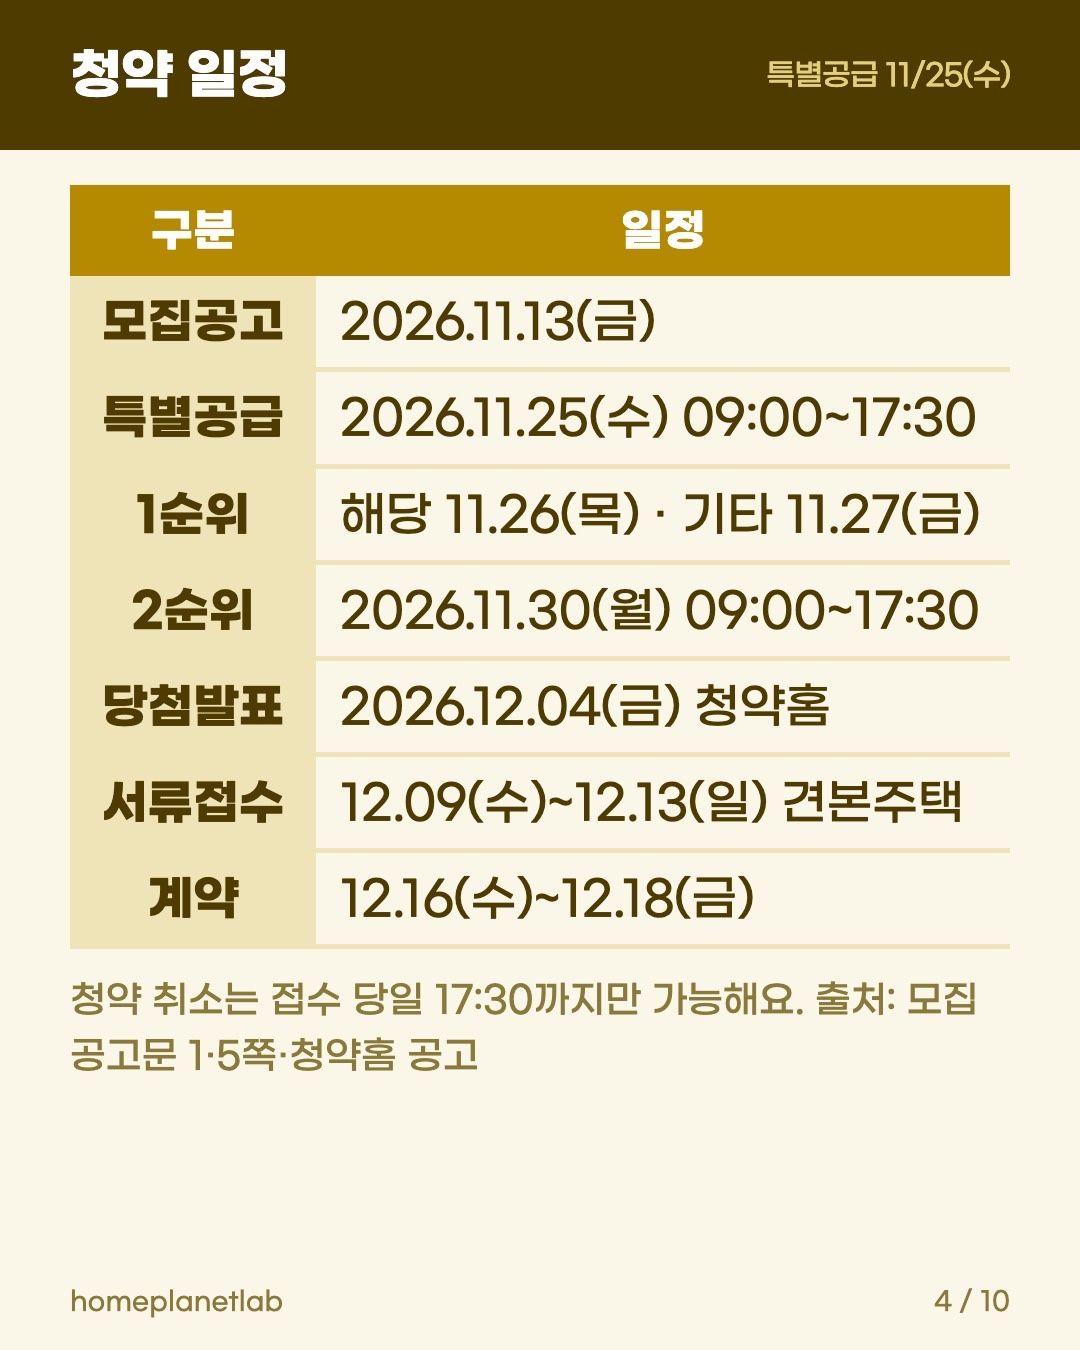 청약 일정
특별공급 11/25(수)
구분 일정
모집공고 2026.11.13(금)
특별공급 2026.11.25(수) 09:00~17:30
1순위 해당 11.26(목) · 기타 11.27(금)
2순위 2026.11.30(월) 09:00~17:30
당첨발표 2026.12.04(금) 청약홈
서류접수 12.09(수)~12.13(일) 견본주택
계약 12.16(수)~12.18(금)
청약 취소는 접수 당일 17:30까지만 가능해요. 출처: 모집
공고문 1·5쪽·청약홈 공고
homeplanetlab
4 / 10